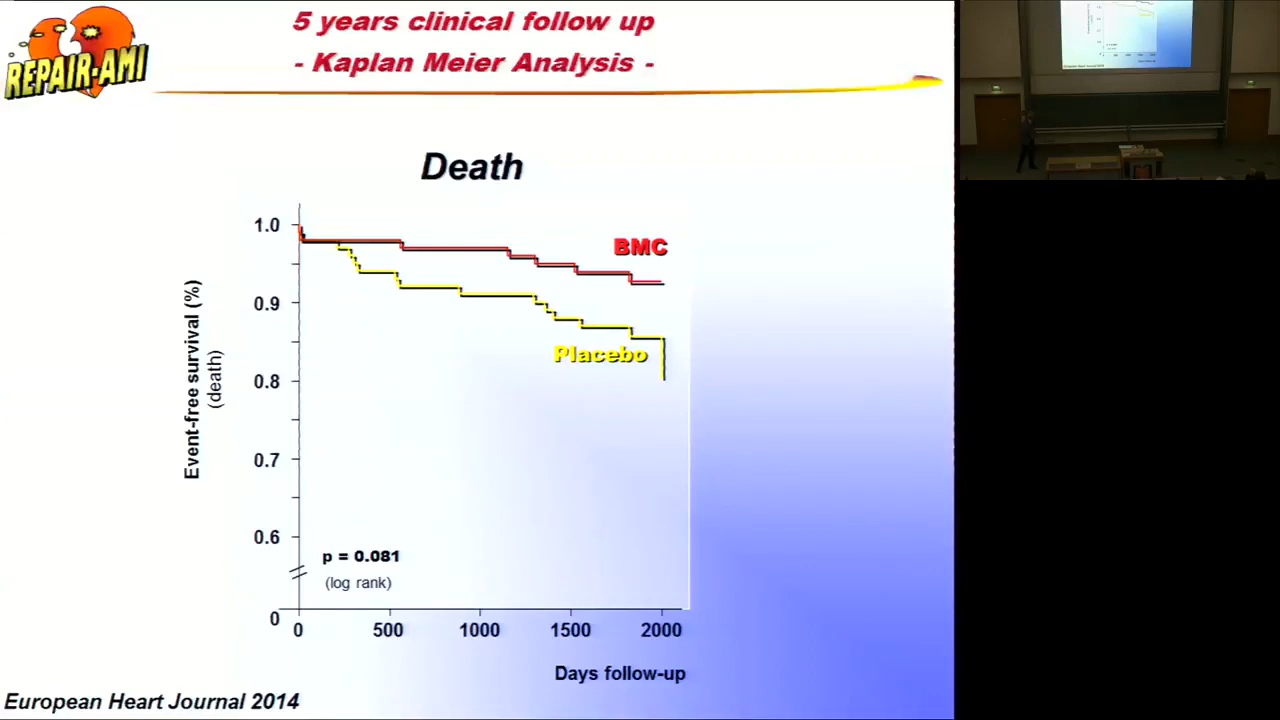 REPAIR-AMI
5 years clinical follow up
- Kaplan Meier Analysis -
Death
1.0
0.9
0.8
0.7
0.6
0
Event-free survival (%)
(death)
BMC
Placebo
p = 0.081
(log rank)
0 500 1000 1500 2000
Days follow-up
European Heart Journal 2014